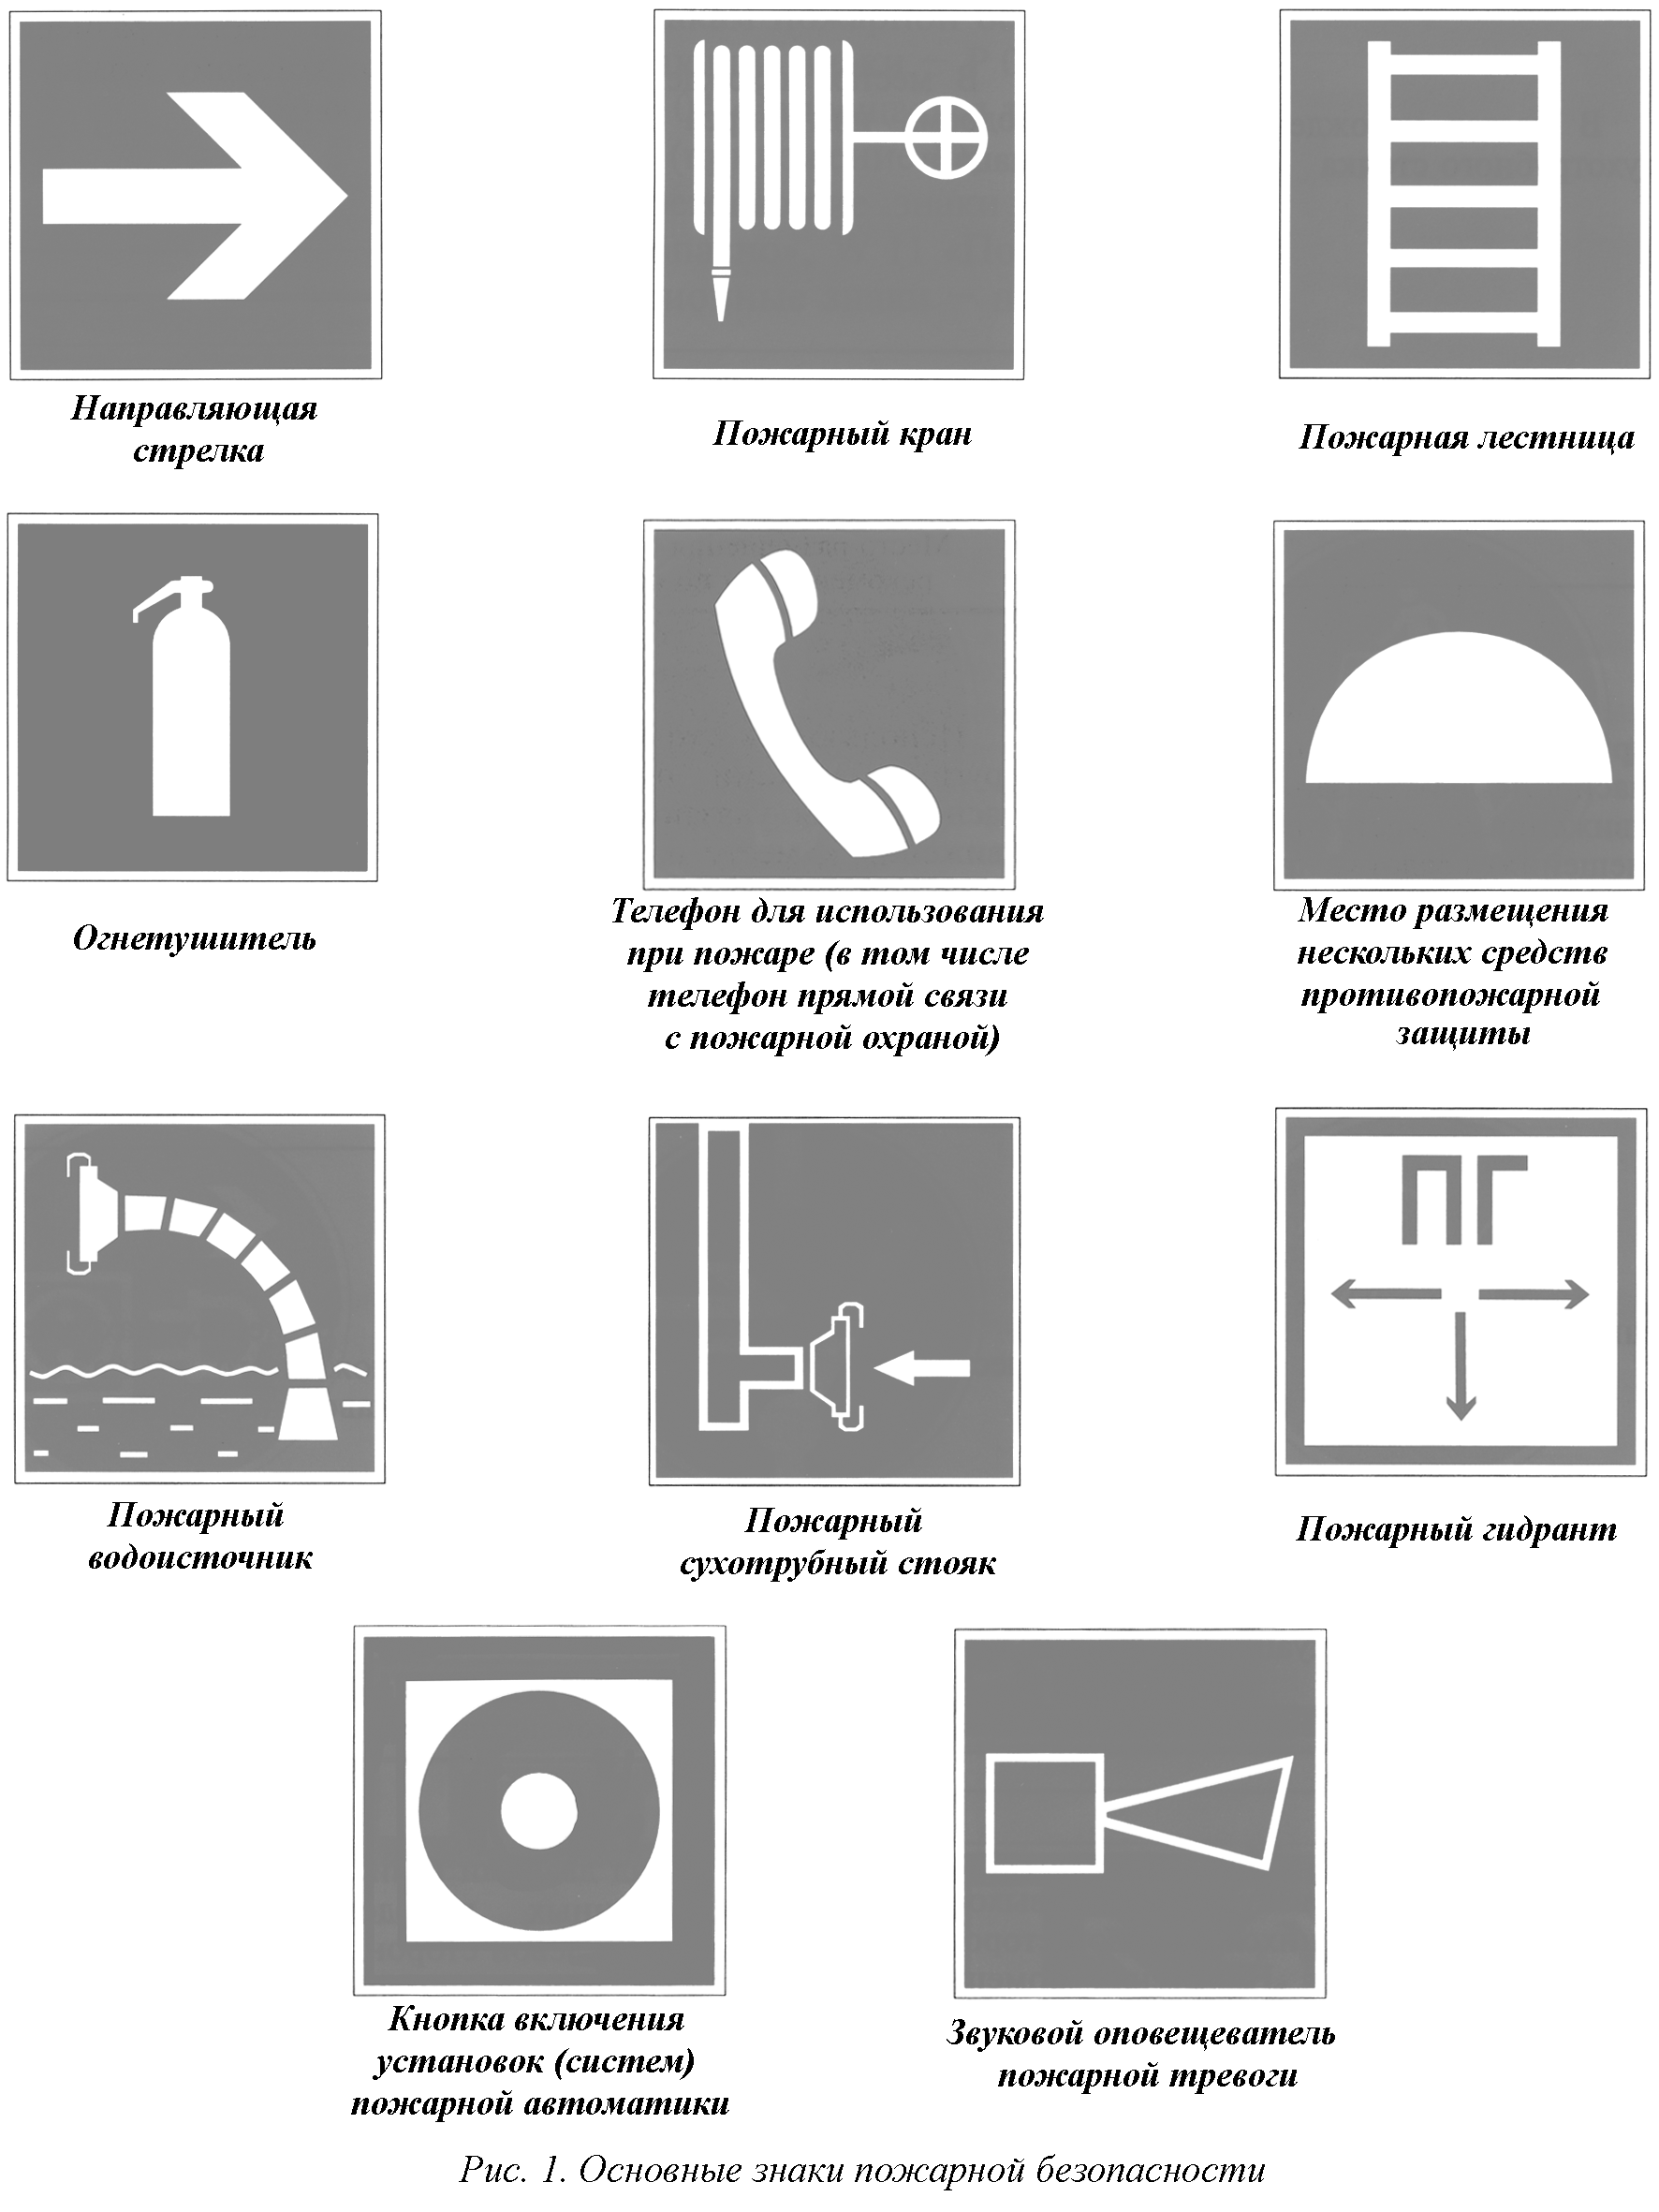 Направляющая
стрелка
Пожарный кран
Пожарная лестница
Огнетушитель
Телефон для использования
при пожаре (в том числе
телефон прямой связи
с пожарной охраной)
Место размещения
нескольких средств
противопожарной
защиты
ПГ
Пожарный
водоисточник
Пожарный
сухотрубный стояк
Пожарный гидрант
Кнопка включения
установок (систем)
пожарной автоматики
Звуковой оповещеватель
пожарной тревоги
Рис. 1. Основные знаки пожарной безопасности